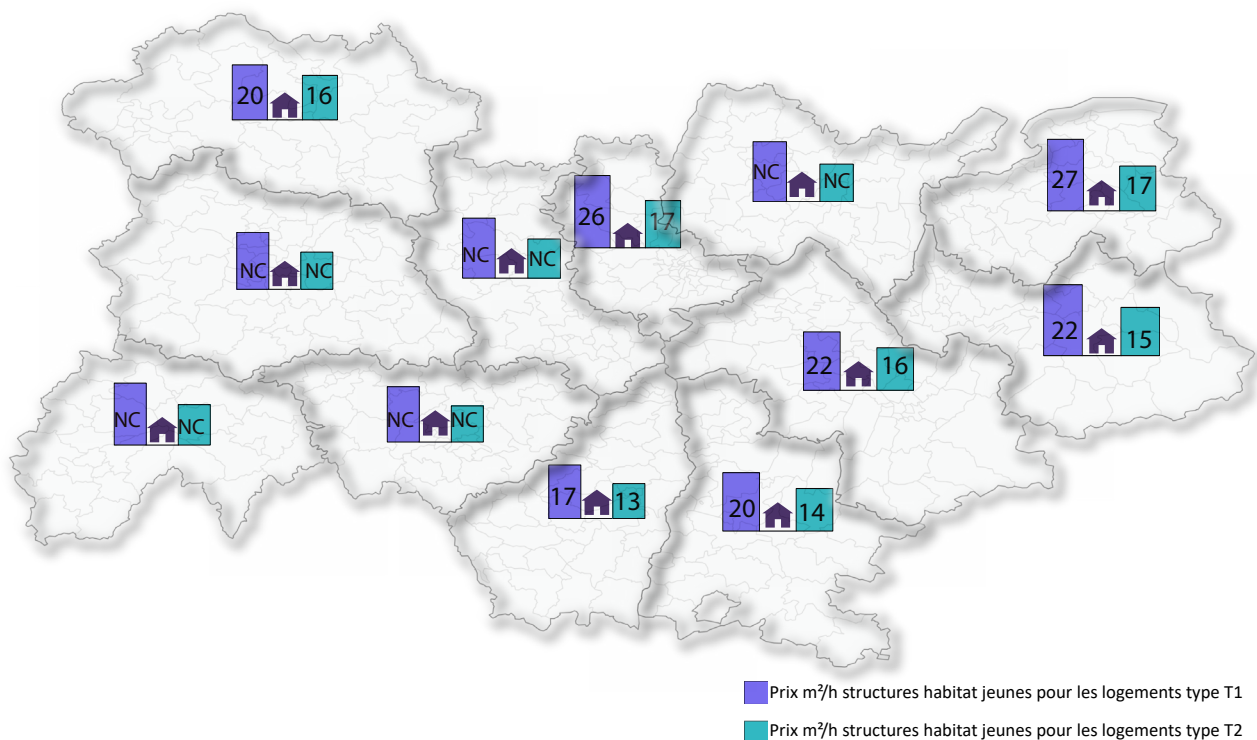 20 16
NC NC
27 17
26 17
NC NC
NC NC
22 15
22 16
NC NC
NC NC
17 13
20 14
Prix m²/h structures habitat jeunes pour les logements type T1
Prix m²/h structures habitat jeunes pour les logements type T2